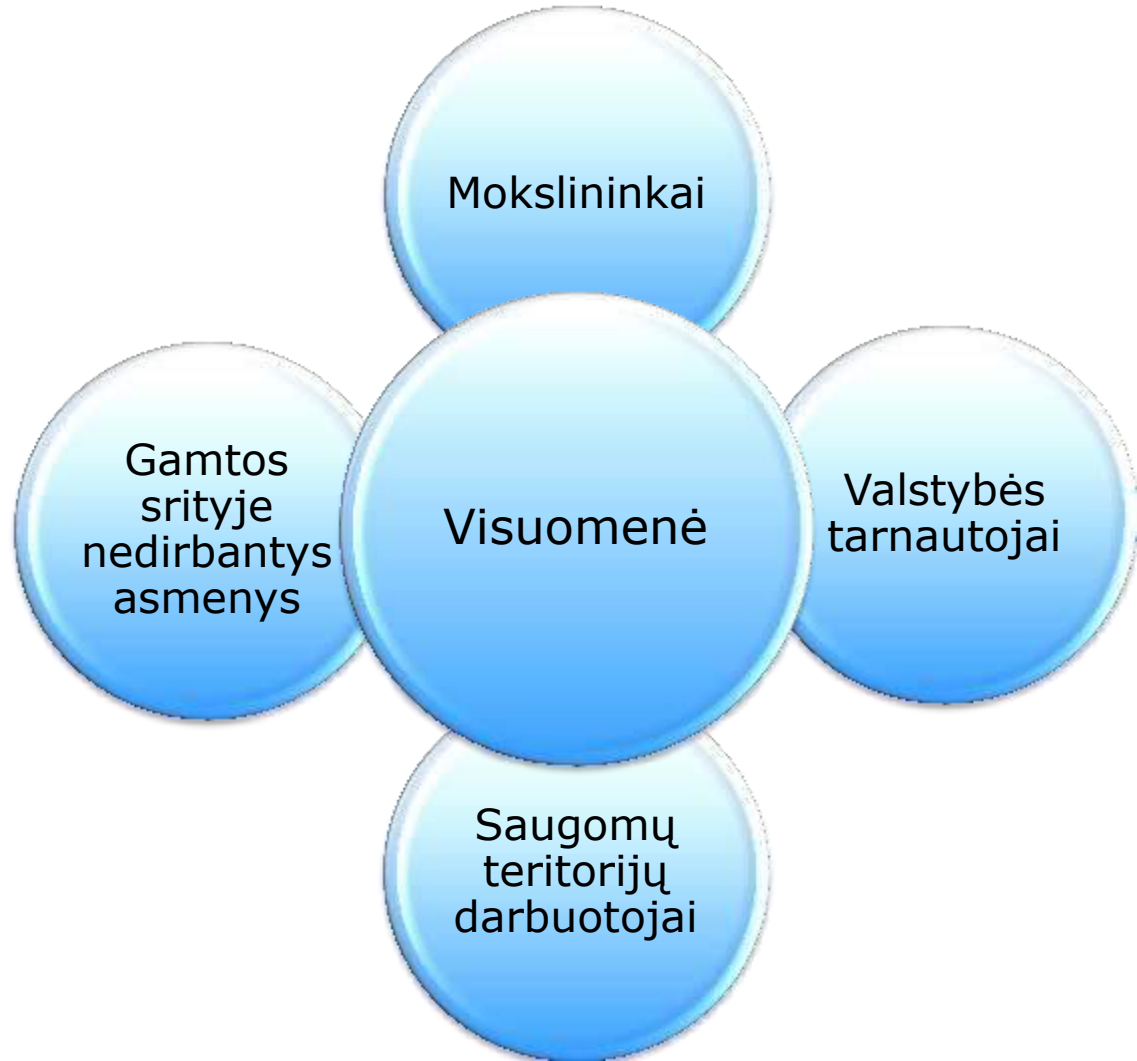 Mokslininkai
Gamtos
srityje
nedirbantys
asmenys
Visuomenė
Valstybės
tarnautojai
Saugomų
teritorijų
darbuotojai